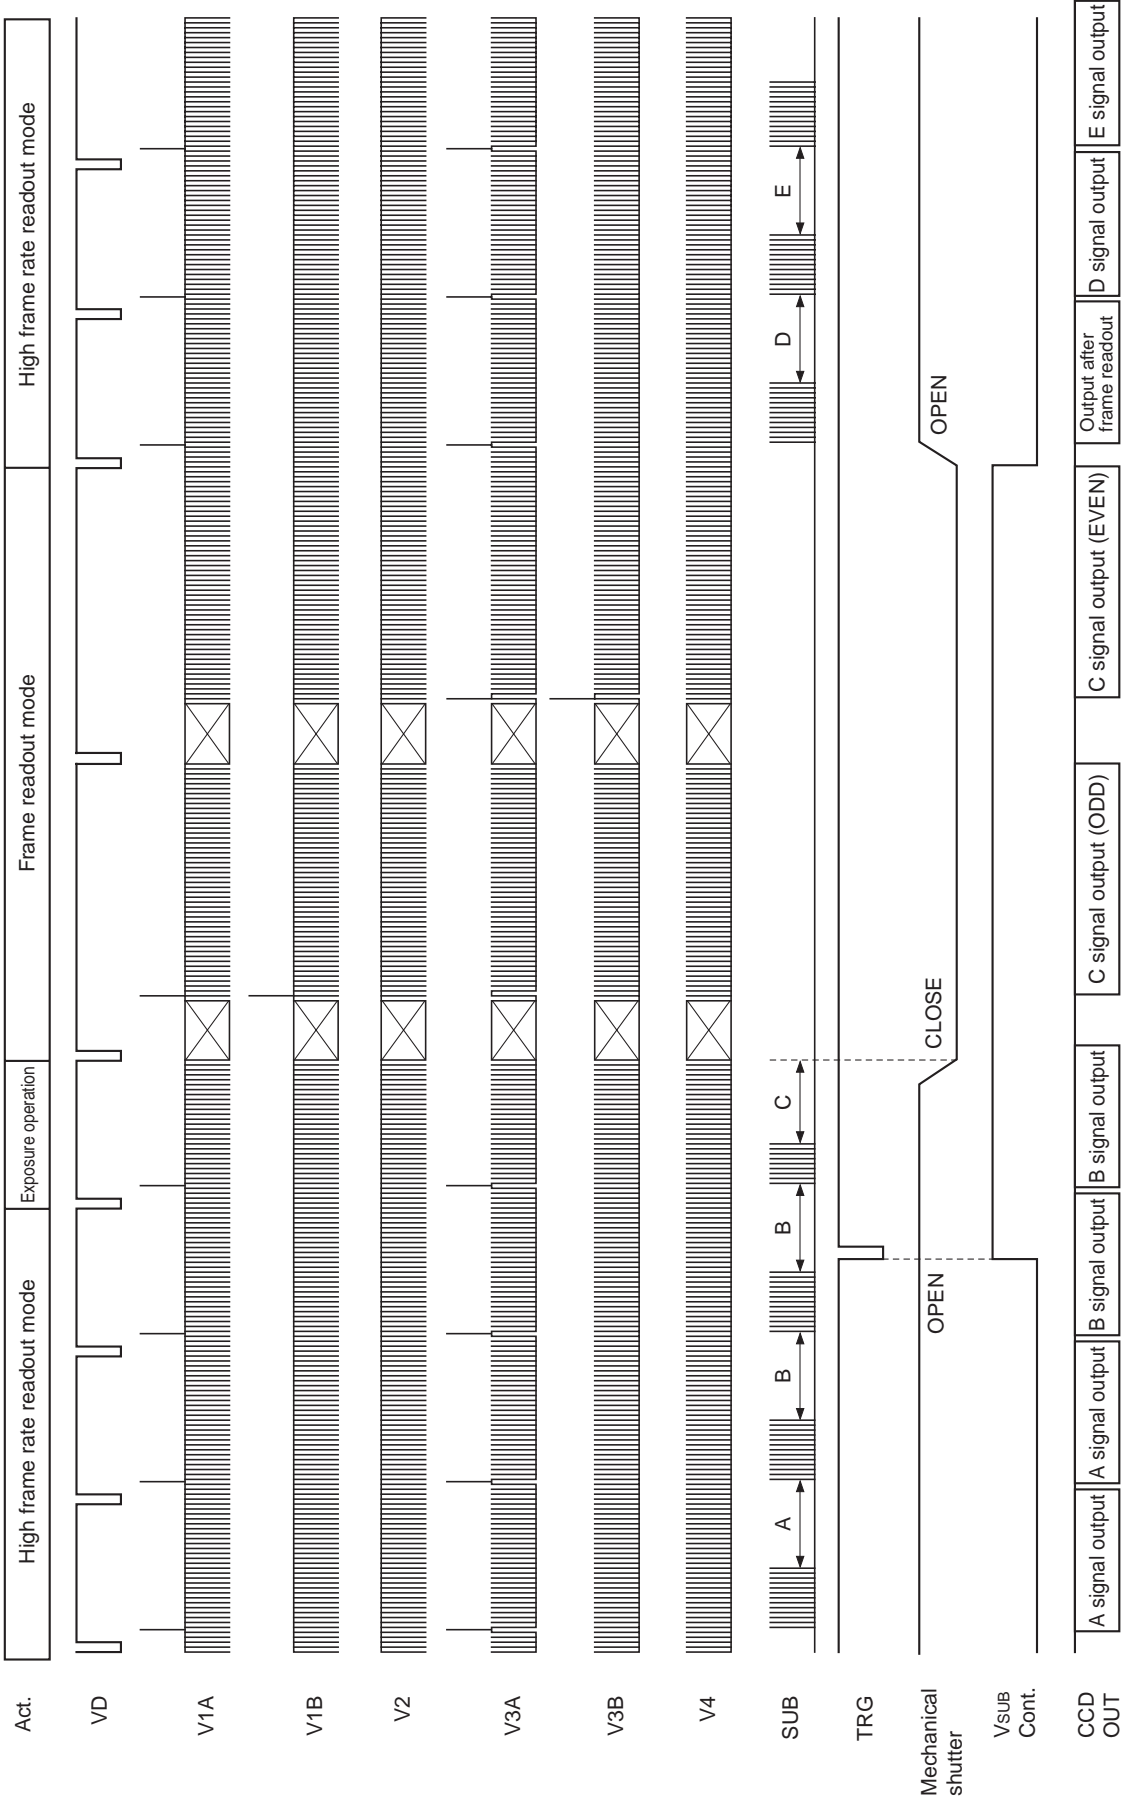 Act.
High frame rate readout mode
Exposure operation
Frame readout mode
High frame rate readout mode
VD
V1A
V1B
V2
V3A
V3B
V4
SUB
A
B
B
C
D
E
TRG
Mechanical
shutter
OPEN
CLOSE
OPEN
VSUB
Cont.
CCD
OUT
A signal output
A signal output
B signal output
B signal output
C signal output (ODD)
C signal output (EVEN)
Output after
frame readout
D signal output
E signal output